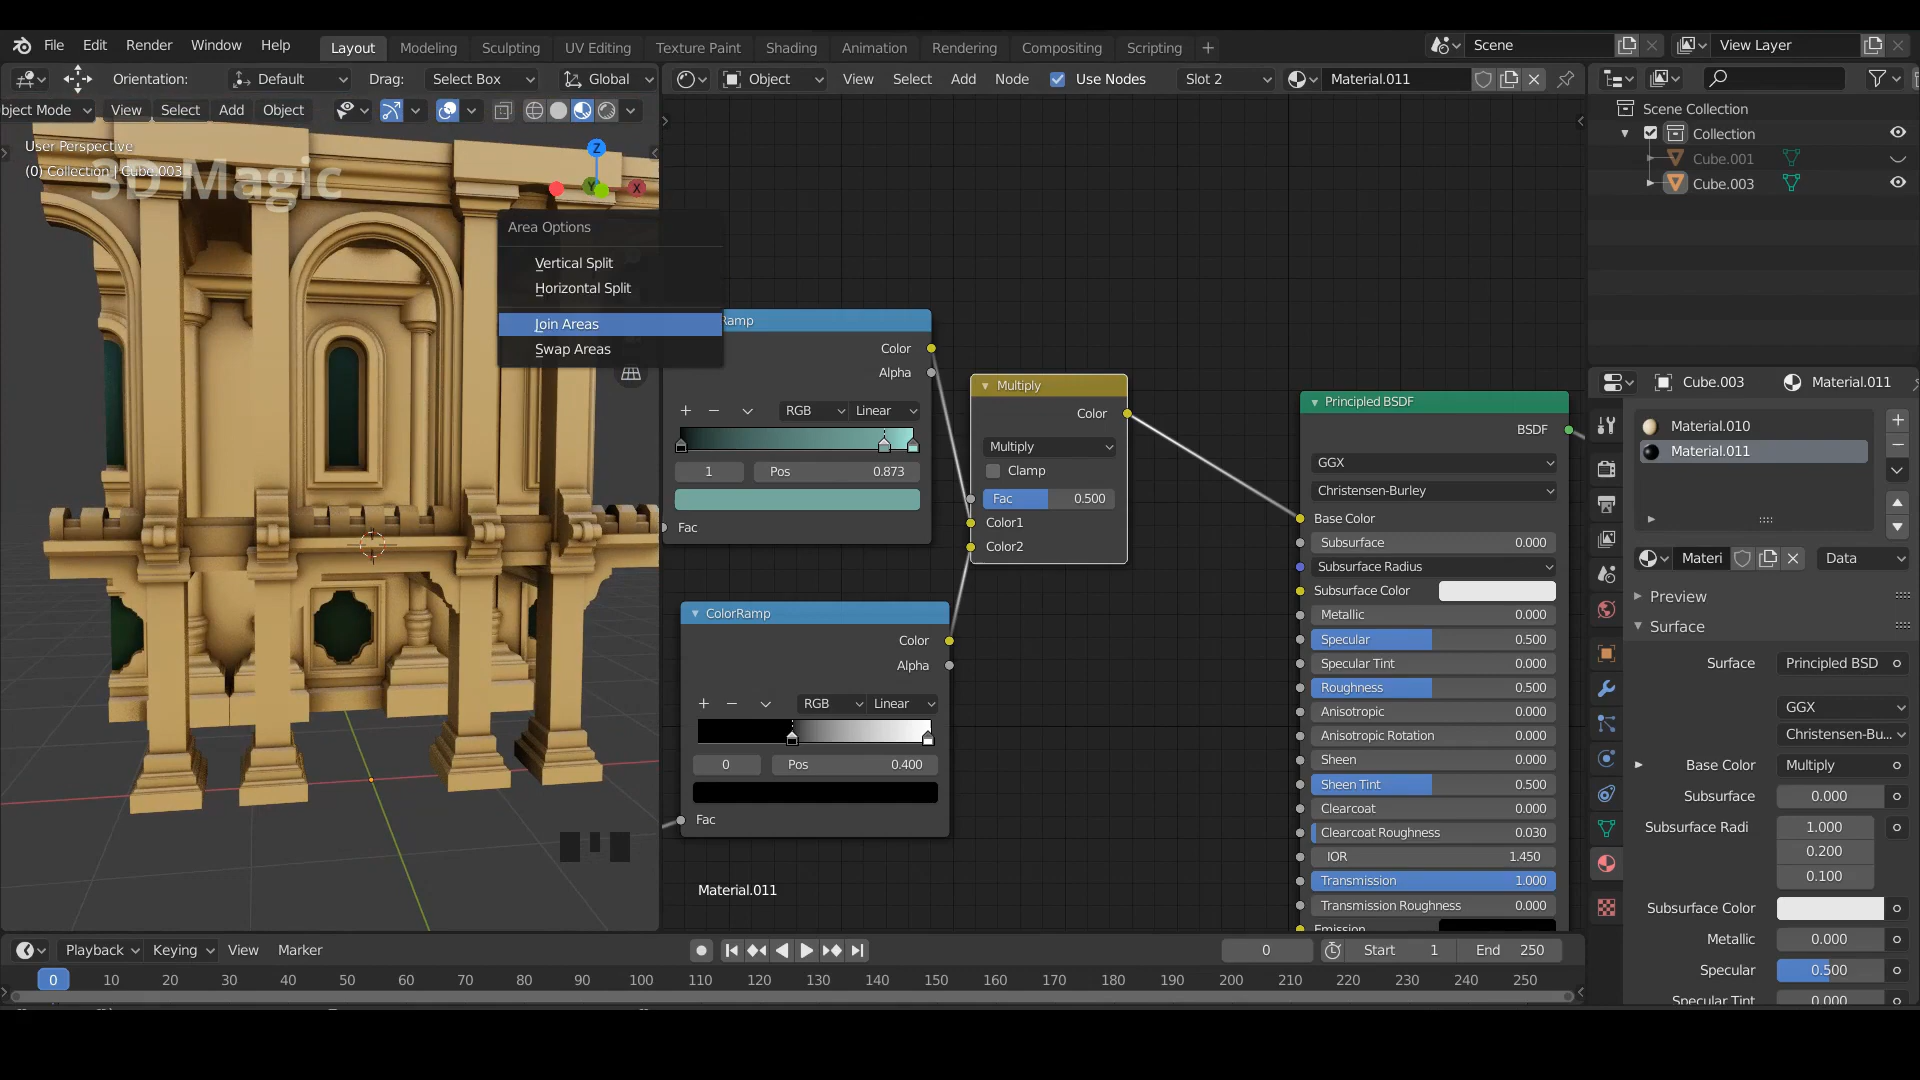 File Edit Render Window Help Layout Modeling Sculpting UV Editing Texture Paint Shading Animation Rendering Compositing Scripting + Scene View Layer
Orientation: Default Drag: Select Box Global
Object View Select Add Node Use Nodes Slot 2 Material.011
bject Mode View Select Add Object
User Perspective
(0) Collection | Cube.003
3D Magic
Z
Y
X
Area Options
Vertical Split
Horizontal Split
Join Areas
Swap Areas
Ramp
Color
Alpha
RGB Linear
1 Pos 0.873
Fac
ColorRamp
Color
Alpha
RGB Linear
0 Pos 0.400
Fac
Material.011
Multiply
Color
Multiply
Clamp
Fac 0.500
Color1
Color2
Principled BSDF
BSDF
GGX
Christensen-Burley
Base Color
Subsurface 0.000
Subsurface Radius
Subsurface Color
Metallic 0.000
Specular 0.500
Specular Tint 0.000
Roughness 0.500
Anisotropic 0.000
Anisotropic Rotation 0.000
Sheen 0.000
Sheen Tint 0.500
Clearcoat 0.000
Clearcoat Roughness 0.030
IOR 1.450
Transmission 1.000
Transmission Roughness 0.000
Emission
Scene Collection
Collection
Cube.001
Cube.003
Cube.003 Material.011
Material.010
Material.011
Materi Data
Preview
Surface
Surface Principled BSD
GGX
Christensen-Bu...
Base Color Multiply
Subsurface 0.000
Subsurface Radi 1.000
0.200
0.100
Subsurface Color
Metallic 0.000
Specular 0.500
Specular Tint 0.000
Playback Keying View Marker 0 Start 1 End 250
0 10 20 30 40 50 60 70 80 90 100 110 120 130 140 150 160 170 180 190 200 210 220 230 240 250